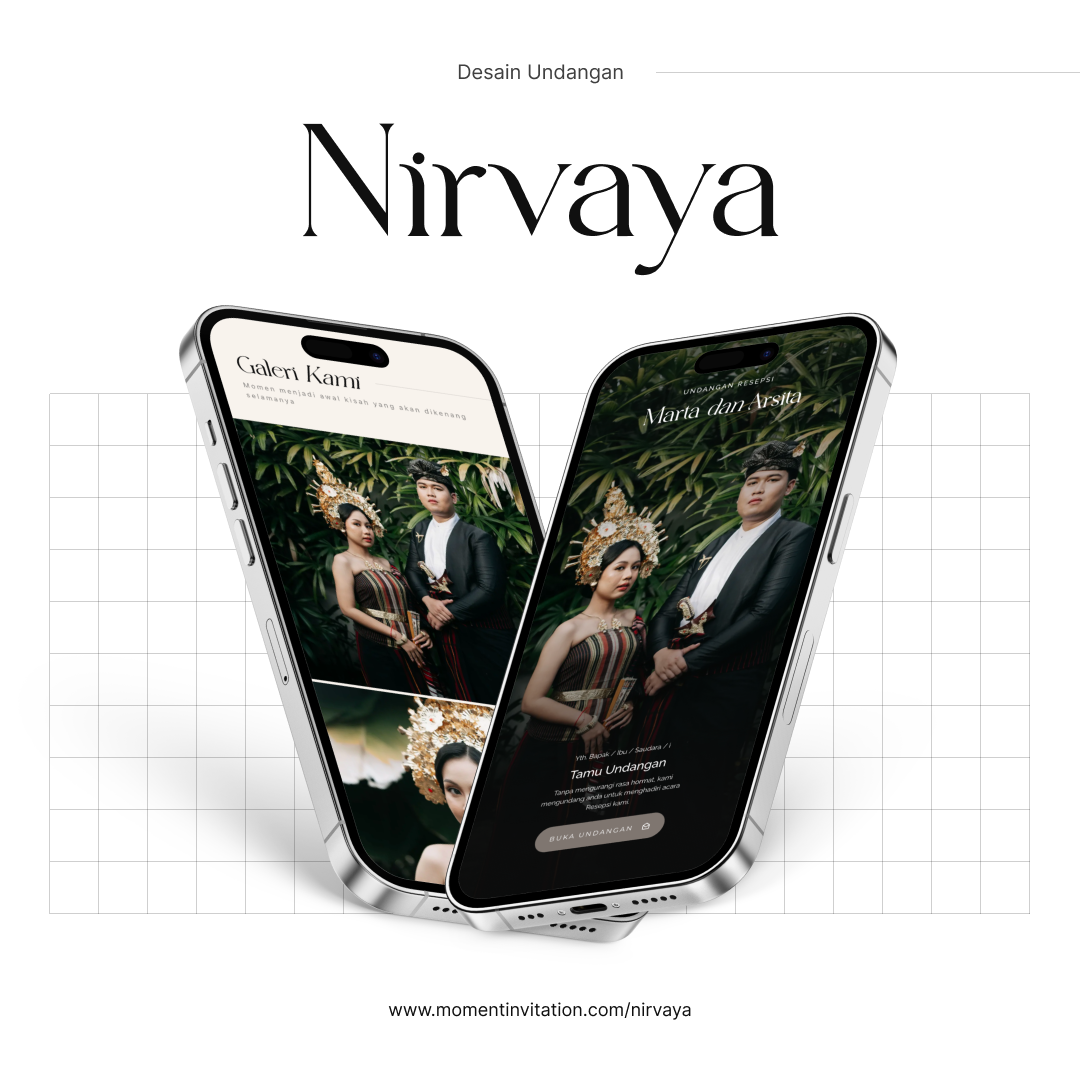 Desain Undangan
Nirvaya
Galeri Kami
Momen menjadi awal kisah yang akan dikenang
selamanya
UNDANGAN RESEPSI
Marta dan Arsita
Yth. Bapak / Ibu / Saudara / i
Tamu Undangan
Tanpa mengurangi rasa hormat, kami
mengundang anda untuk menghadiri acara
Resepsi kami.
BUKA UNDANGAN
www.momentinvitation.com/nirvaya